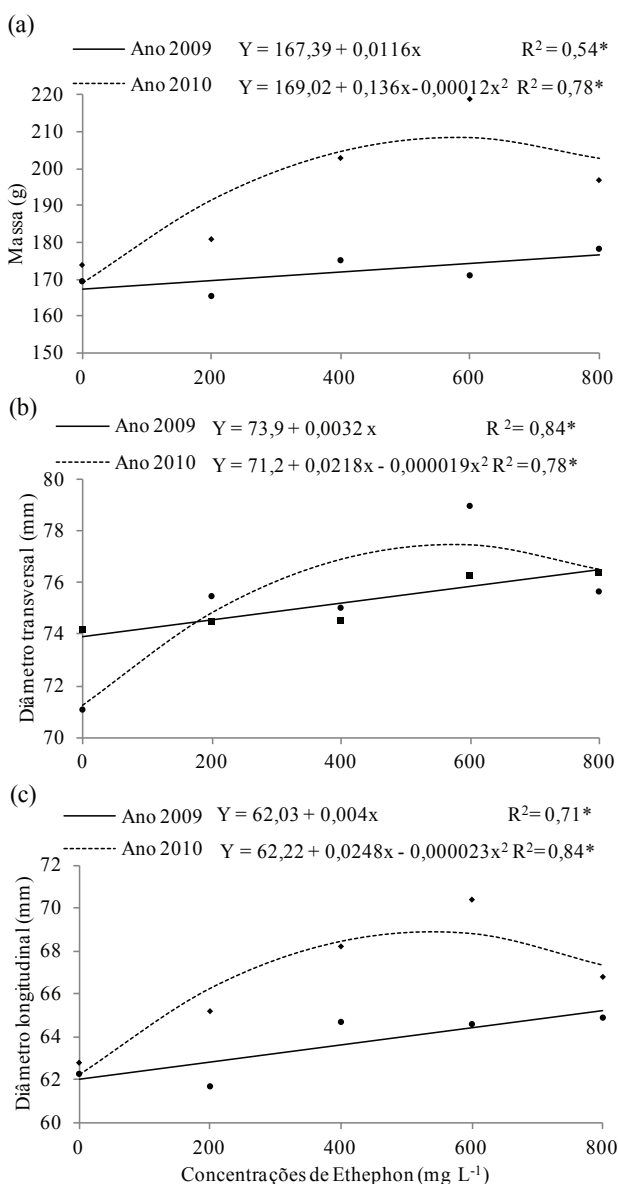 (a)
Ano 2009 Y = 167,39 + 0,0116x R² = 0,54*
Ano 2010 Y = 169,02 + 0,136x-0,00012x² R² = 0,78*
220
210
200
190
180
170
160
150
Massa (g)
0 200 400 600 800
(b)
Ano 2009 Y = 73,9 + 0,0032 x R ²= 0,84*
Ano 2010 Y = 71,2 + 0,0218x - 0,000019x² R² = 0,78*
80
78
76
74
72
70
Diâmetro transversal (mm)
0 200 400 600 800
(c)
Ano 2009 Y = 62,03 + 0,004x R²= 0,71*
Ano 2010 Y = 62,22 + 0,0248x - 0,000023x² R²=0,84*
72
70
68
66
64
62
60
Diâmetro longitudinal (mm)
0 200 400 600 800
Concentrações de Ethephon (mg L⁻¹)